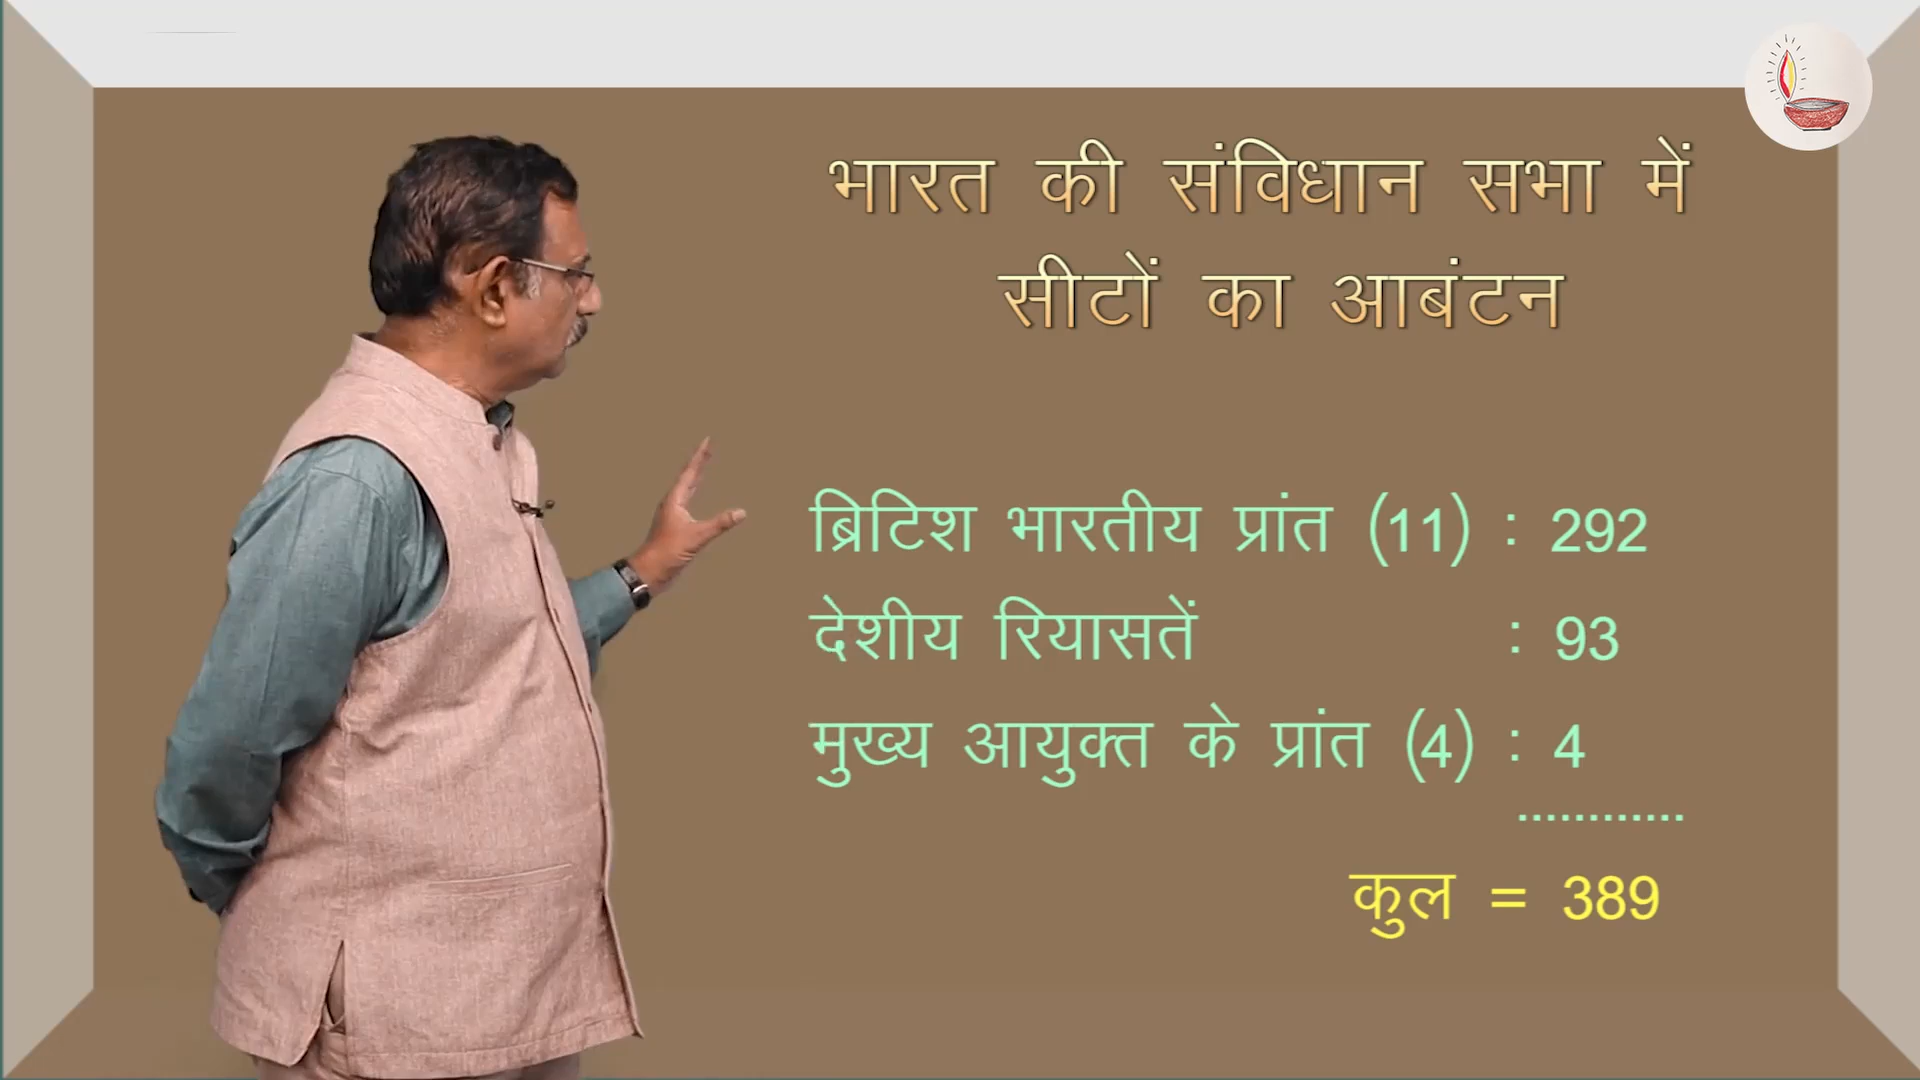 भारत की संविधान सभा में
सीटों का आबंटन
ब्रिटिश भारतीय प्रांत (11) : 292
देशीय रियासतें : 93
मुख्य आयुक्त के प्रांत (4) : 4
............
कुल = 389